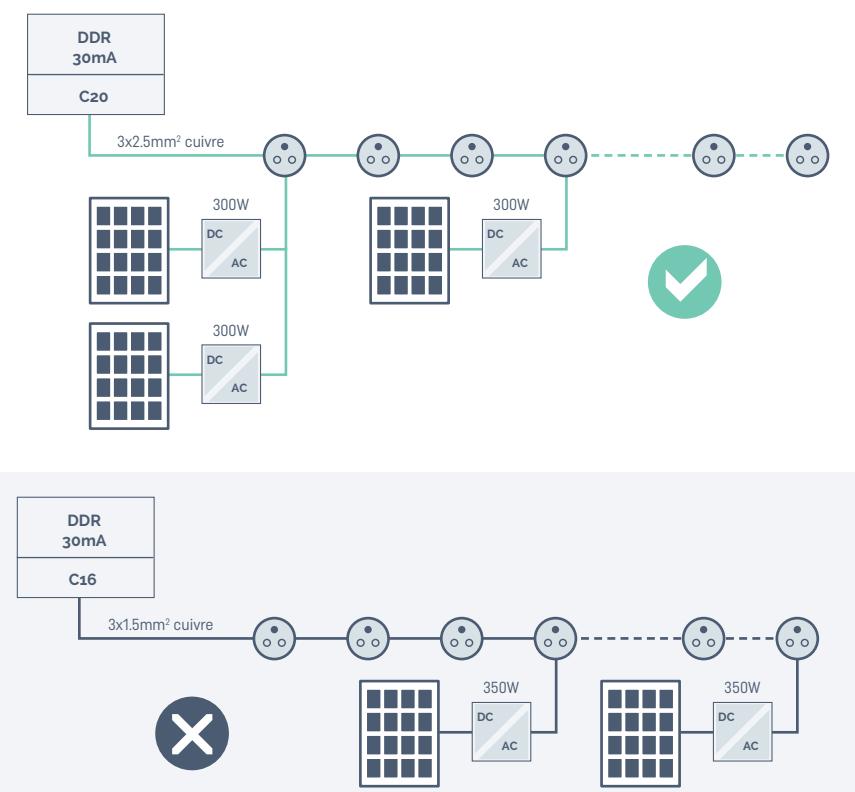 DDR
30mA
C20
3x2.5mm² cuivre
300W
DC
AC
300W
DC
AC
300W
DC
AC
DDR
30mA
C16
3x1.5mm² cuivre
350W
DC
AC
350W
DC
AC